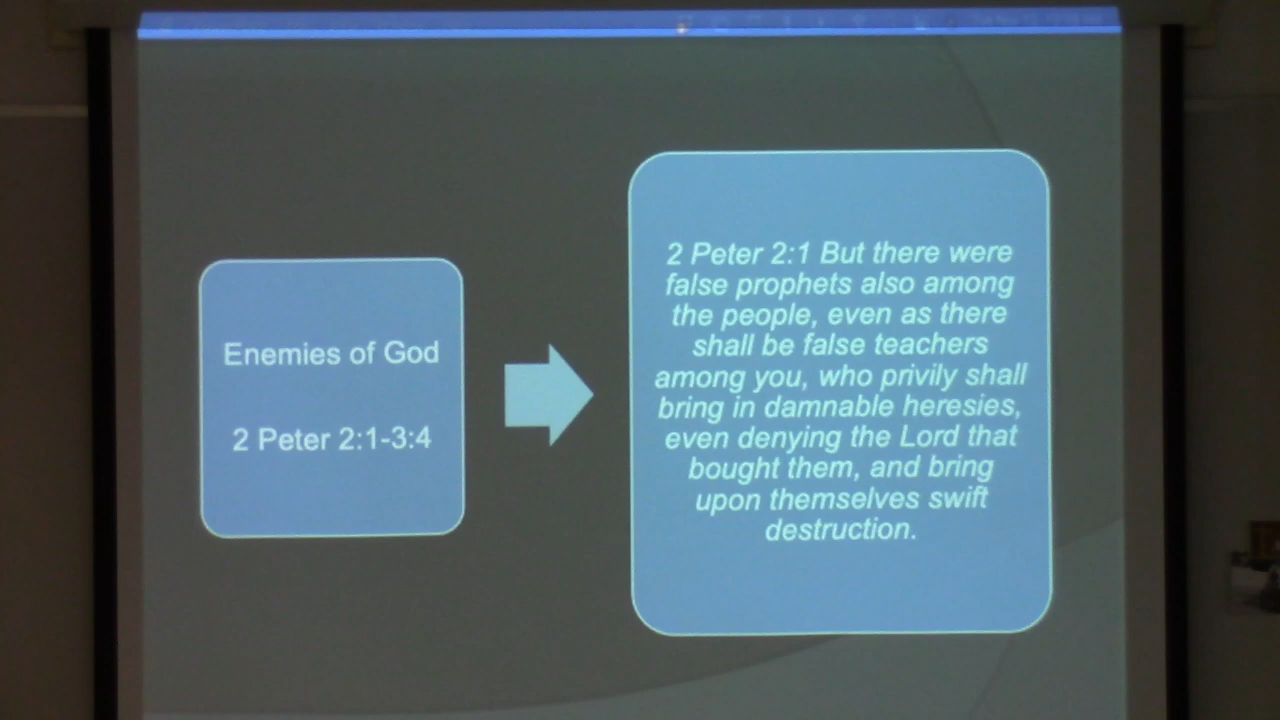 Enemies of God
2 Peter 2:1-3:4
2 Peter 2:1 But there were
false prophets also among
the people, even as there
shall be false teachers
among you, who privily shall
bring in damnable heresies,
even denying the Lord that
bought them, and bring
upon themselves swift
destruction.